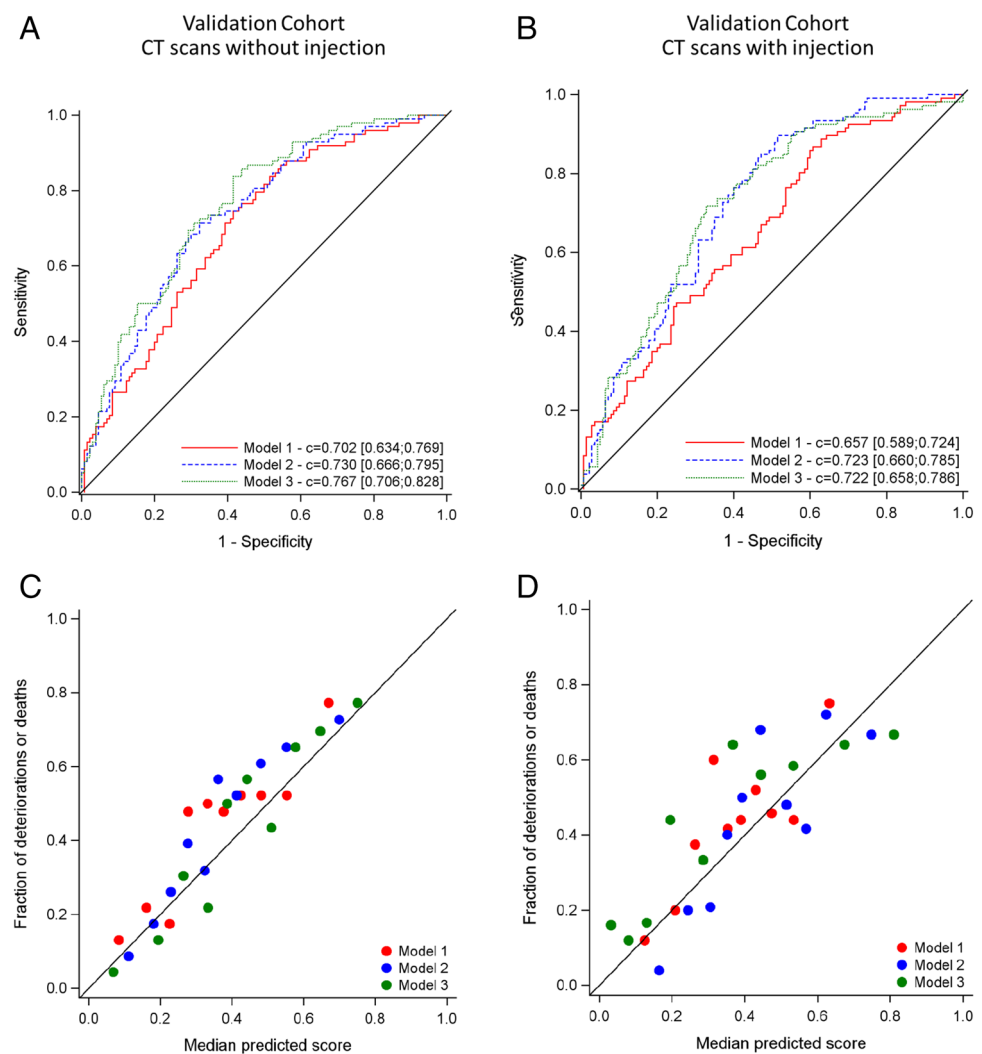 A
Validation Cohort
CT scans without injection
1.0
0.8
0.6
0.4
0.2
0.0
Sensitivity
Model 1 - c=0.702 [0.634;0.769]
Model 2 - c=0.730 [0.666;0.795]
Model 3 - c=0.767 [0.706;0.828]
0.0 0.2 0.4 0.6 0.8 1.0
1 - Specificity
B
Validation Cohort
CT scans with injection
1.0
0.8
0.6
0.4
0.2
0.0
Sensitivity
Model 1 - c=0.657 [0.589;0.724]
Model 2 - c=0.723 [0.660;0.785]
Model 3 - c=0.722 [0.658;0.786]
0.0 0.2 0.4 0.6 0.8 1.0
1 - Specificity
C
1.0
0.8
0.6
0.4
0.2
0.0
Fraction of deteriorations or deaths
Model 1
Model 2
Model 3
0.0 0.2 0.4 0.6 0.8 1.0
Median predicted score
D
1.0
0.8
0.6
0.4
0.2
0.0
Fraction of deteriorations or deaths
Model 1
Model 2
Model 3
0.0 0.2 0.4 0.6 0.8 1.0
Median predicted score